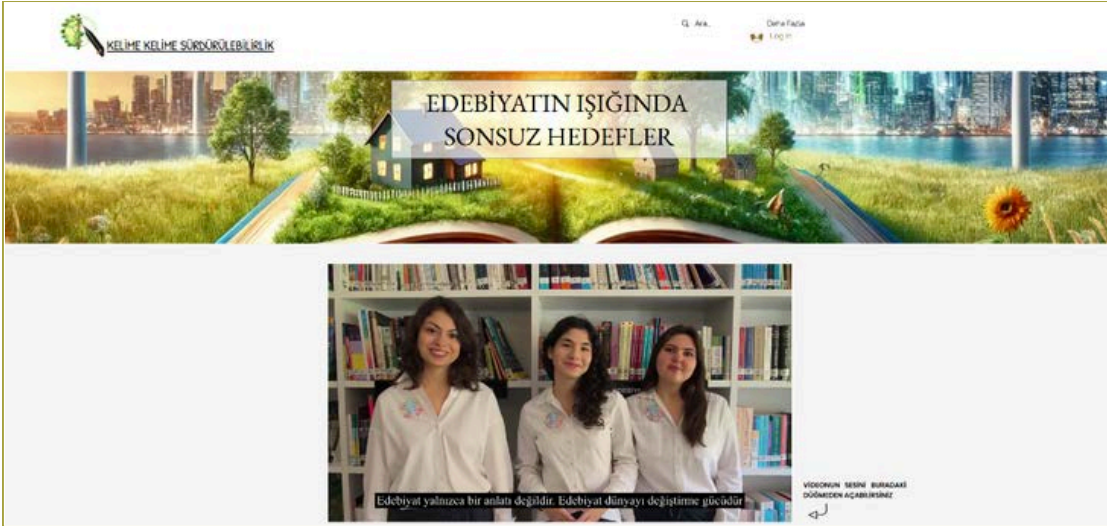 KELİME KELİME SÜRDÜRÜLEBİLİRLİK
Ara...
Daha Fazla
Log In
EDEBİYATIN IŞIĞINDA
SONSUZ HEDEFLER
Edebiyat yalnızca bir anlatı değildir. Edebiyat dünyayı değiştirme gücüdür
VİDEONUN SESİNİ BURADAKİ
DÜĞMEDEN AÇABİLİRSİNİZ